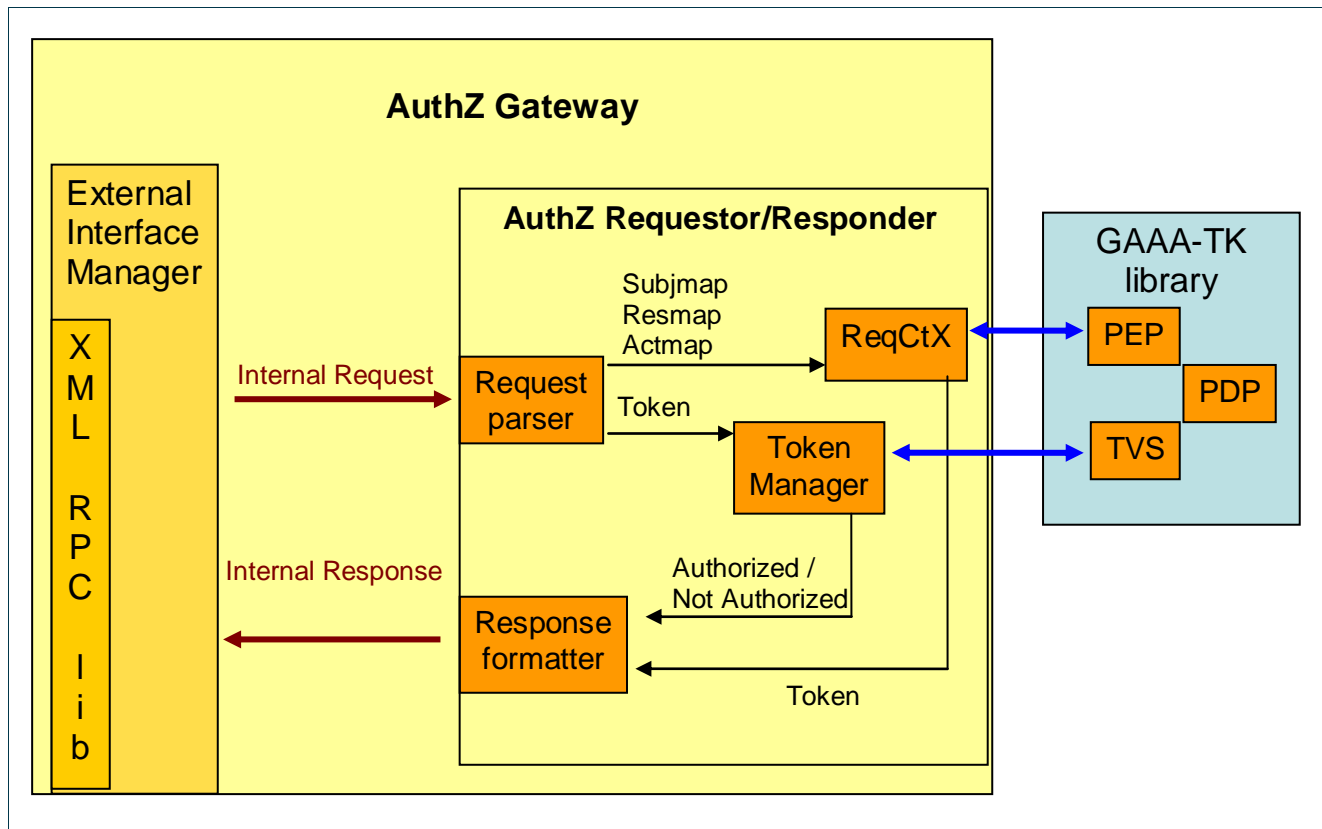 AuthZ Gateway
External
Interface
Manager
X
M
L
R
P
C
l
i
b
Internal Request
Internal Response
AuthZ Requestor/Responder
Subjmap
Resmap
Actmap
Request
parser
Token
ReqCtX
Token
Manager
Authorized /
Not Authorized
Response
formatter
Token
GAAA-TK
library
PEP
PDP
TVS